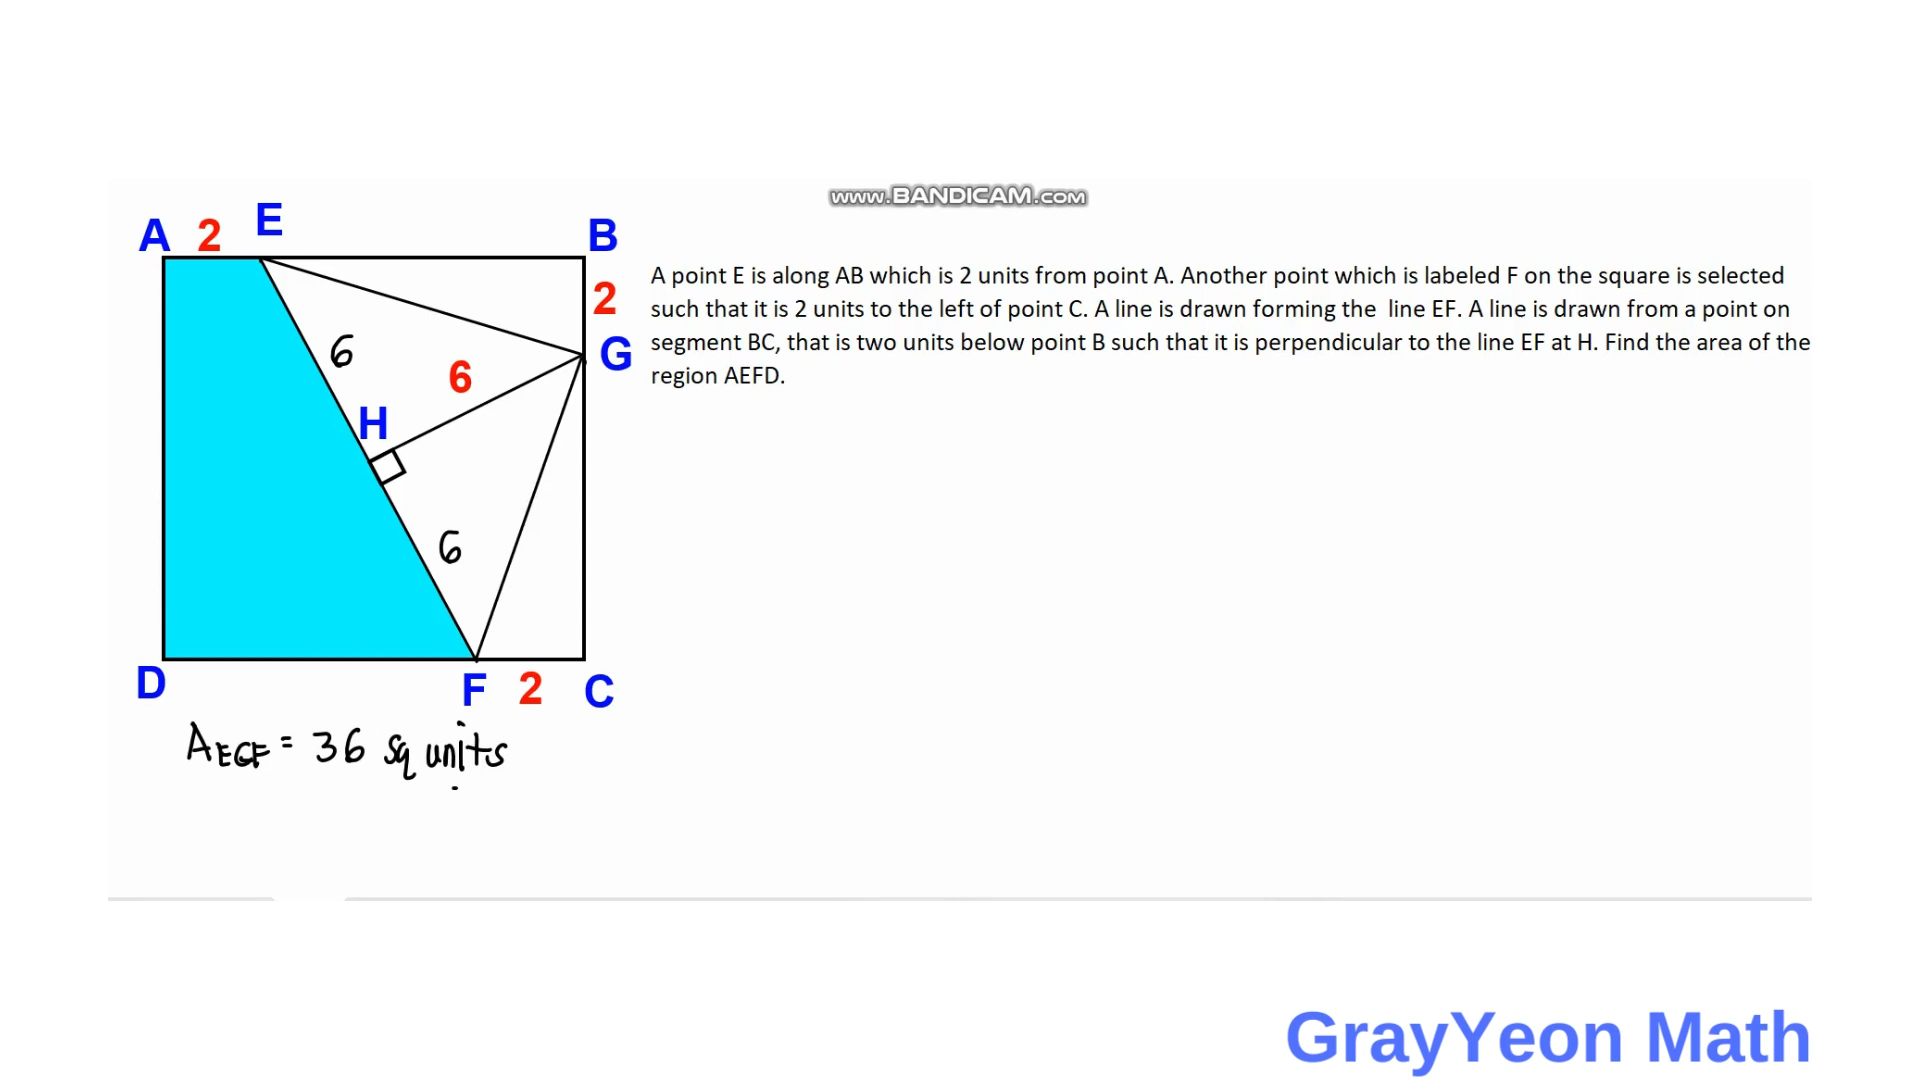 www.BANDICAM.com
A 2 E B
2
G
6
6
H
6
D F 2 C
A point E is along AB which is 2 units from point A. Another point which is labeled F on the square is selected
such that it is 2 units to the left of point C. A line is drawn forming the line EF. A line is drawn from a point on
segment BC, that is two units below point B such that it is perpendicular to the line EF at H. Find the area of the
region AEFD.
AEGF = 36 sq units
GrayYeon Math